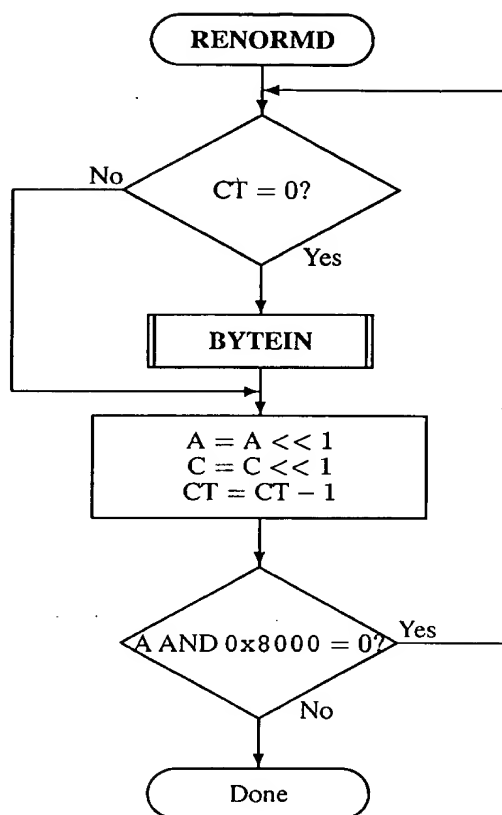 RENORMD
No
CT = 0?
Yes
BYTEIN
A = A << 1
C = C << 1
CT = CT − 1
A AND 0x8000 = 0?
Yes
No
Done